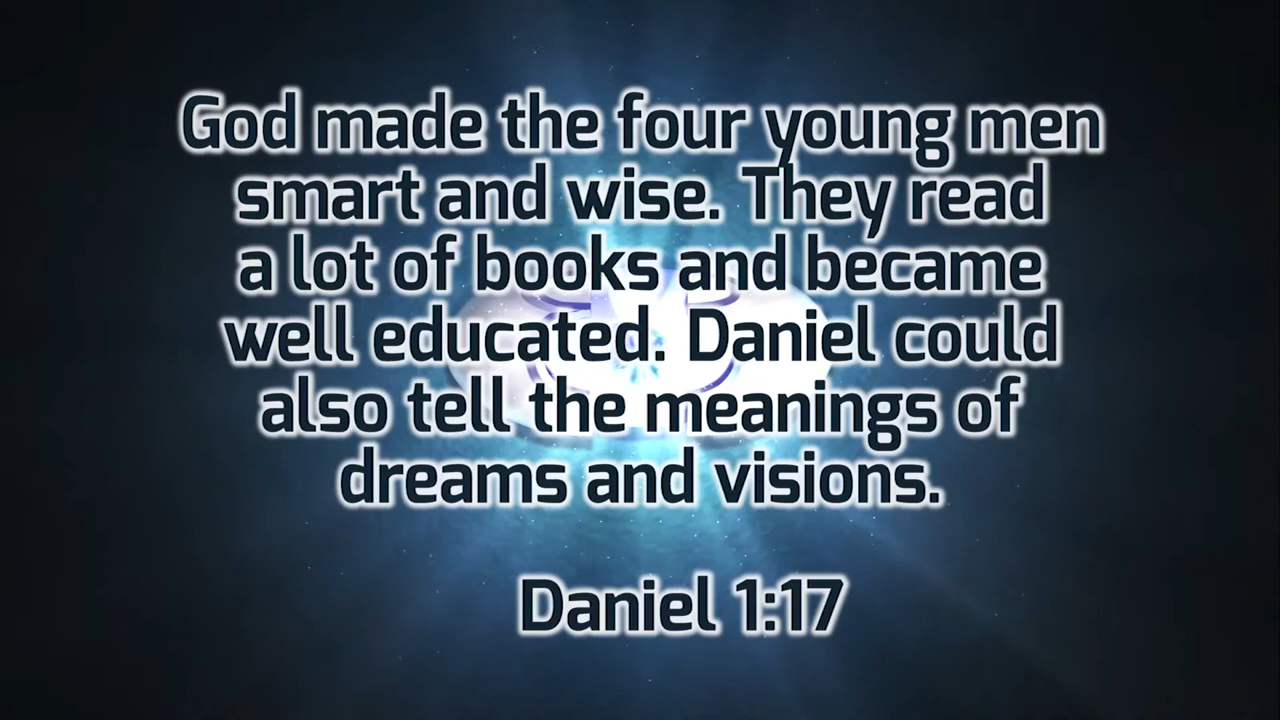 God made the four young men
smart and wise. They read
a lot of books and became
well educated. Daniel could
also tell the meanings of
dreams and visions.
Daniel 1:17